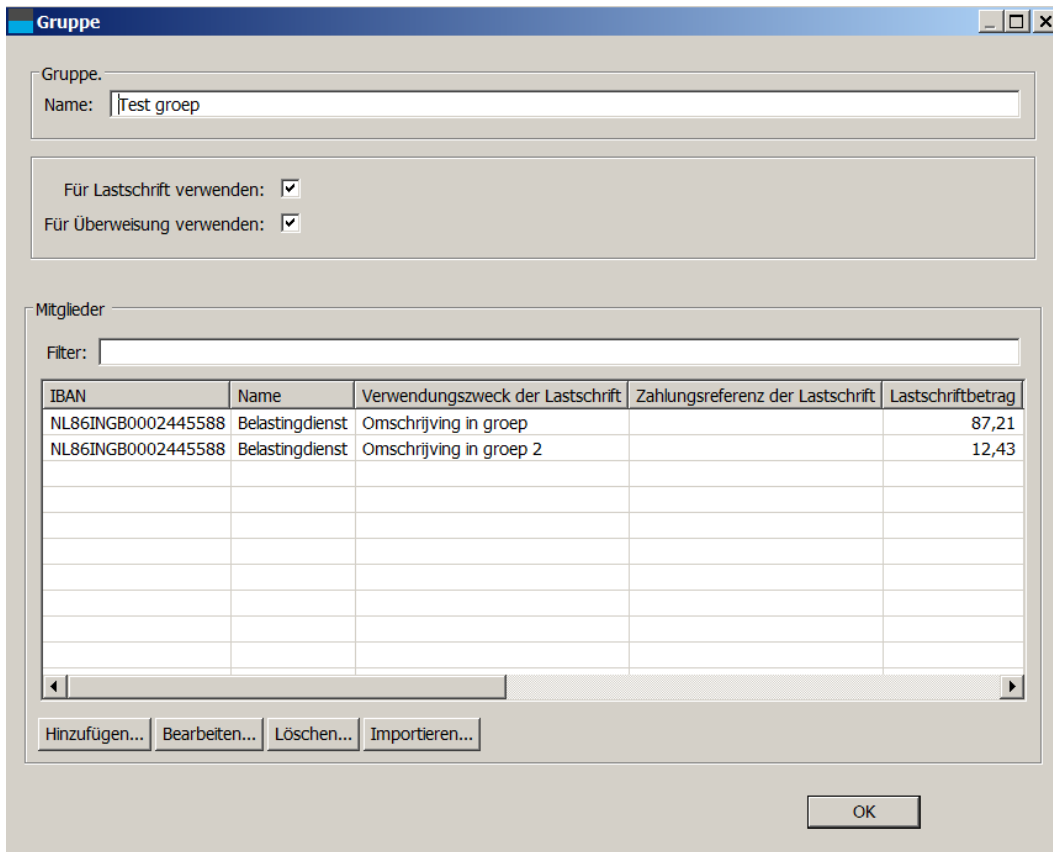 Gruppe
Gruppe.
Name: Test groep
Für Lastschrift verwenden:
Für Überweisung verwenden:
Mitglieder
Filter:
IBAN Name Verwendungszweck der Lastschrift Zahlungsreferenz der Lastschrift Lastschriftbetrag
NL86INGB0002445588 Belastingdienst Omschrijving in groep 87,21
NL86INGB0002445588 Belastingdienst Omschrijving in groep 2 12,43
Hinzufügen... Bearbeiten... Löschen... Importieren...
OK